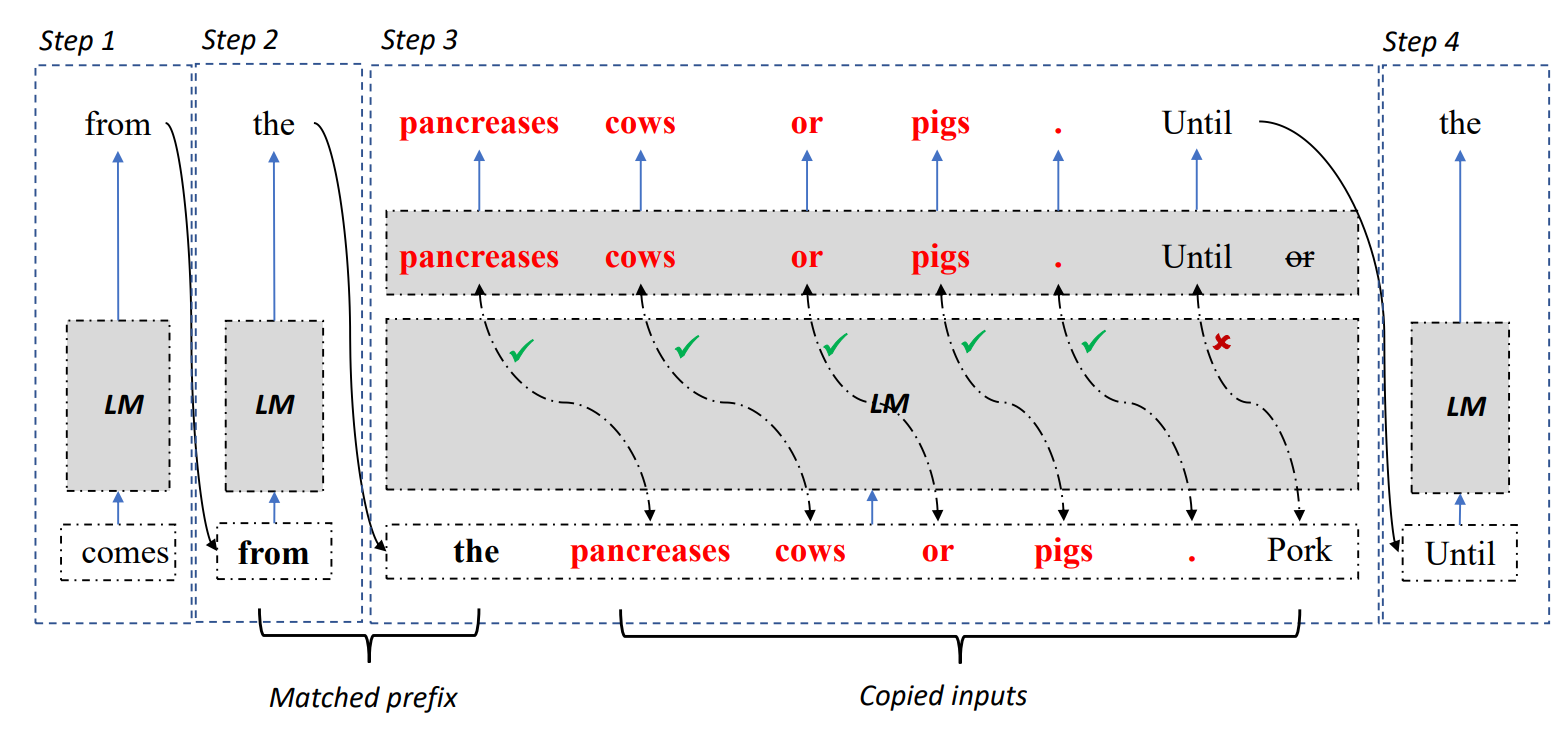 Step 1 Step 2 Step 3 Step 4
from the pancreases cows or pigs . Until the
pancreases cows or pigs . Until or
LM LM LM LM
comes from the pancreases cows or pigs . Pork Until
Matched prefix Copied inputs